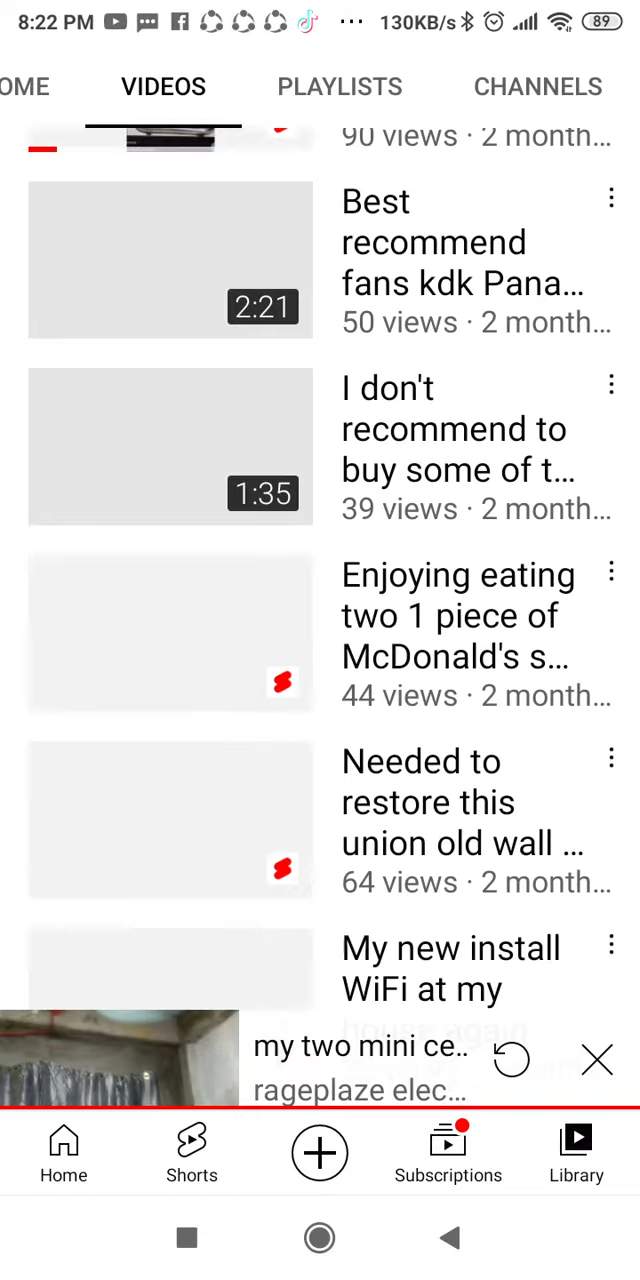 8:22 PM ... 130KB/s 89
OME VIDEOS PLAYLISTS CHANNELS
90 views · 2 month...
Best
recommend
fans kdk Pana...
50 views · 2 month...
2:21
I don't
recommend to
buy some of t...
39 views · 2 month...
1:35
Enjoying eating
two 1 piece of
McDonald's s...
44 views · 2 month...
Needed to
restore this
union old wall ...
64 views · 2 month...
My new install
WiFi at my
house again
my two mini ce..
rageplaze elec...
Home Shorts Subscriptions Library